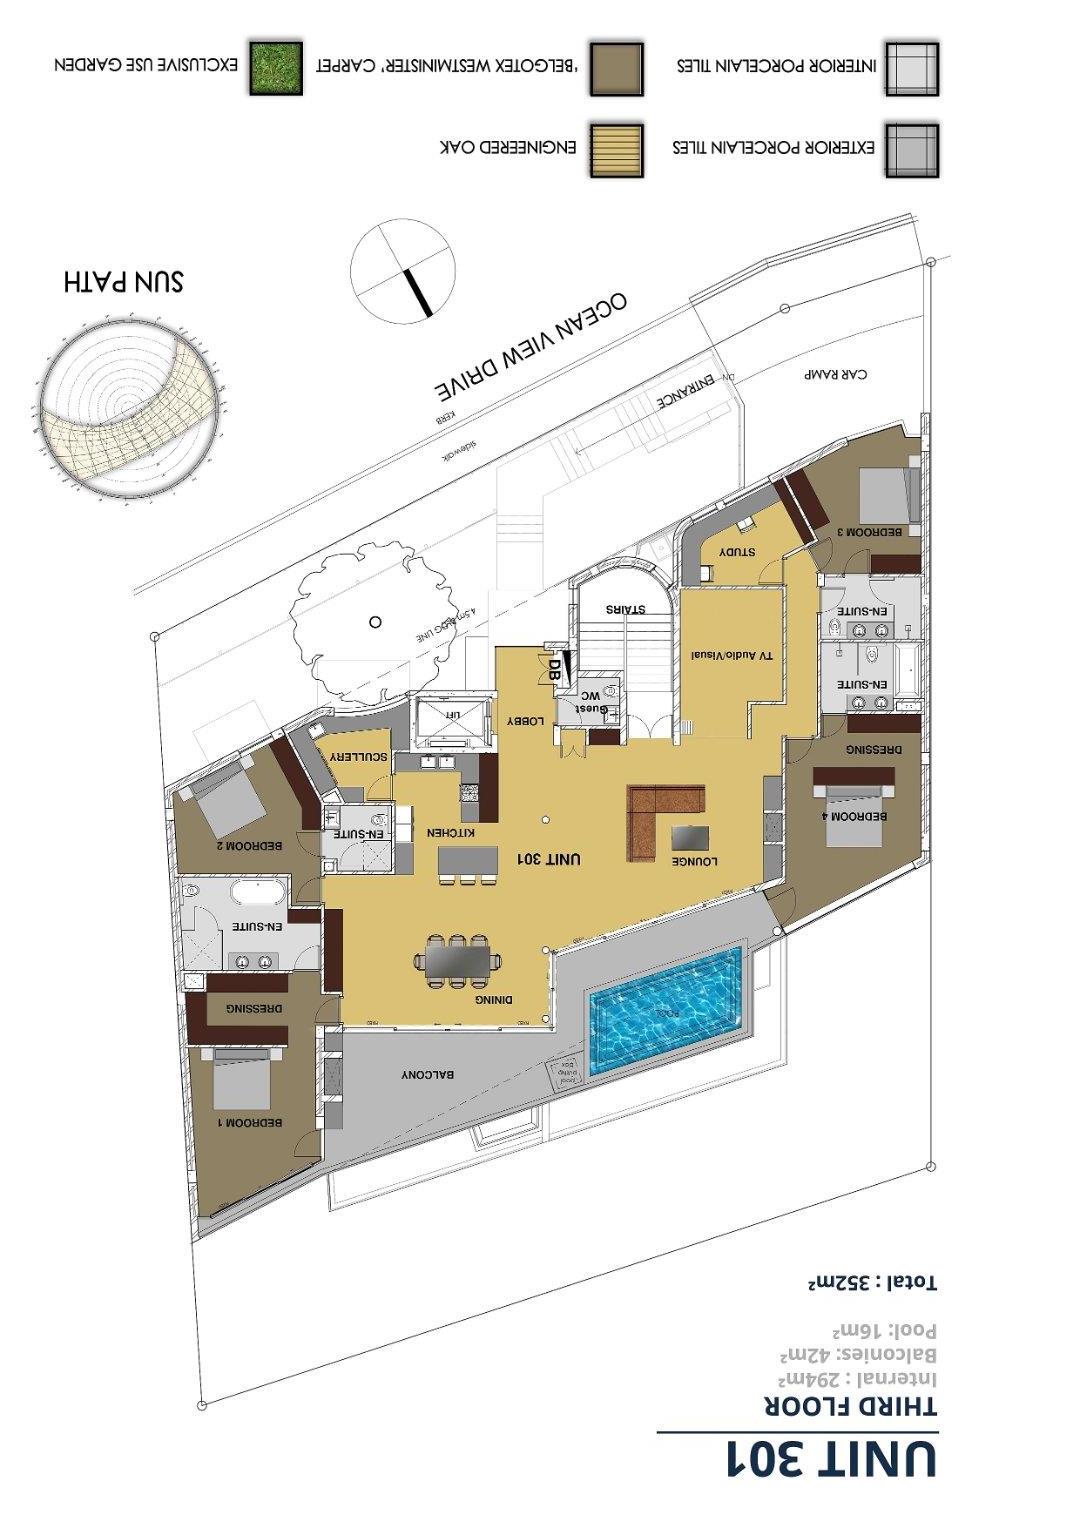 UNIT 301
THIRD FLOOR
Internal : 294m²
Balconies: 42m²
Pool: 16m²
Total : 352m²
BEDROOM 1
BALCONY
pool
pump
box
POOL
DRESSING
DINING
EN-SUITE
BEDROOM 2
EN-SUITE
KITCHEN
UNIT 301
LOUNGE
BEDROOM 4
SCULLERY
DRESSING
LIFT
LOBBY
Guest
WC
DB
TV Audio/Visual
EN-SUITE
EN-SUITE
STAIRS
STUDY
BEDROOM 3
4.5m BLDG LINE
sidewalk
KERB
ENTRANCE
DN
CAR RAMP
OCEAN VIEW DRIVE
SUN PATH
EXTERIOR PORCELAIN TILES
ENGINEERED OAK
INTERIOR PORCELAIN TILES
'BELGOTEX WESTMINISTER' CARPET
EXCLUSIVE USE GARDEN